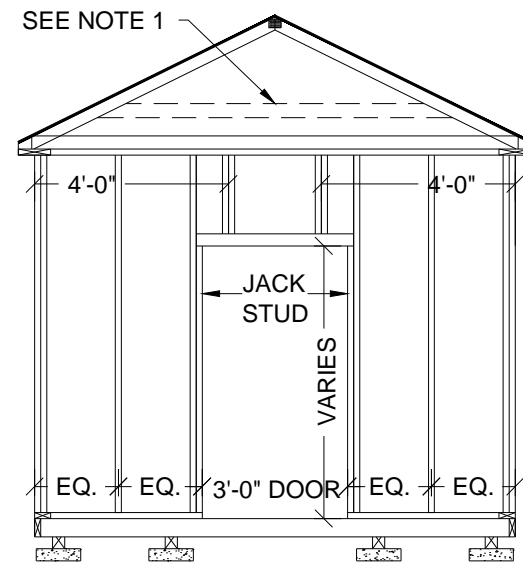 SEE NOTE 1
4'-0" 4'-0"
JACK
STUD
VARIES
EQ. EQ. 3'-0" DOOR EQ. EQ.